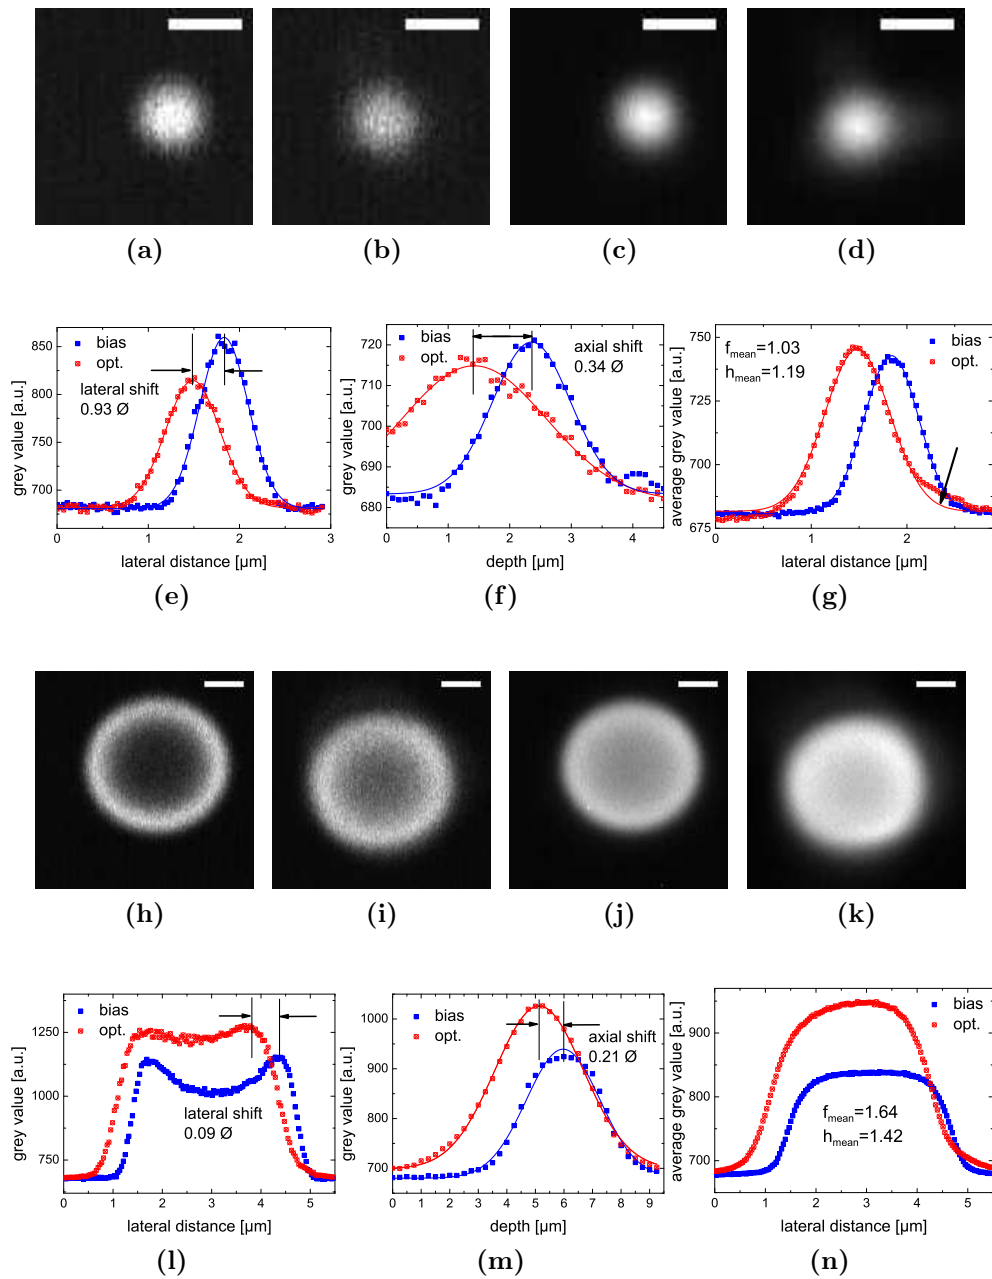 (a) (b) (c) (d)
850
800
750
700
0 1 2 3
grey value [a.u.]
lateral distance [µm]
bias
opt.
lateral shift
0.93 Ø
(e)
720
710
700
690
680
0 1 2 3 4
grey value [a.u.]
depth [µm]
bias
opt.
axial shift
0.34 Ø
(f)
750
725
700
675
0 1 2
average grey value [a.u.]
lateral distance [µm]
fmean=1.03
hmean=1.19
bias
opt.
(g)
(h) (i) (j) (k)
1250
1000
750
0 1 2 3 4 5
grey value [a.u.]
lateral distance [µm]
bias
opt.
lateral shift
0.09 Ø
(l)
1000
900
800
700
0 1 2 3 4 5 6 7 8 9
grey value [a.u.]
depth [µm]
opt.
bias
axial shift
0.21 Ø
(m)
900
800
700
0 1 2 3 4 5
average grey value [a.u.]
lateral distance [µm]
bias
opt.
fmean=1.64
hmean=1.42
(n)